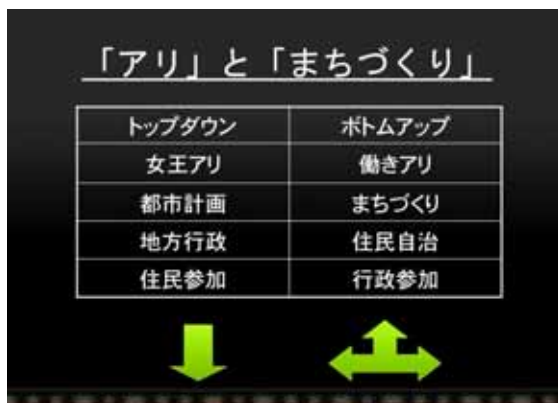 「アリ」と「まちづくり」
トップダウン ボトムアップ
女王アリ 働きアリ
都市計画 まちづくり
地方行政 住民自治
住民参加 行政参加